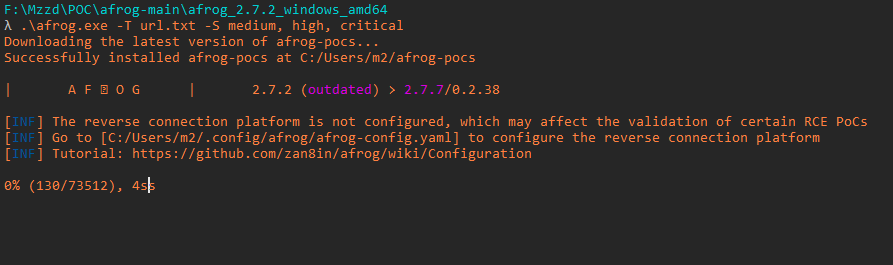 F:\Mzzd\POC\afrog-main\afrog_2.7.2_windows_amd64
λ .\afrog.exe -T url.txt -S medium, high, critical
Downloading the latest version of afrog-pocs...
Successfully installed afrog-pocs at C:/Users/m2/afrog-pocs
| A F ⍰ O G | 2.7.2 (outdated) > 2.7.7/0.2.38
[INF] The reverse connection platform is not configured, which may affect the validation of certain RCE PoCs
[INF] Go to [C:/Users/m2/.config/afrog/afrog-config.yaml] to configure the reverse connection platform
[INF] Tutorial: https://github.com/zan8in/afrog/wiki/Configuration
0% (130/73512), 4ss